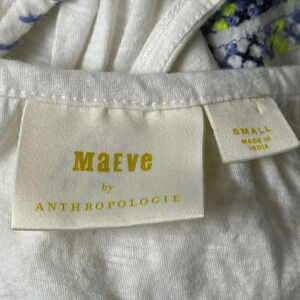 MaEve
by
ANTHROPOLOGIE
SMALL
MADE IN
INDIA